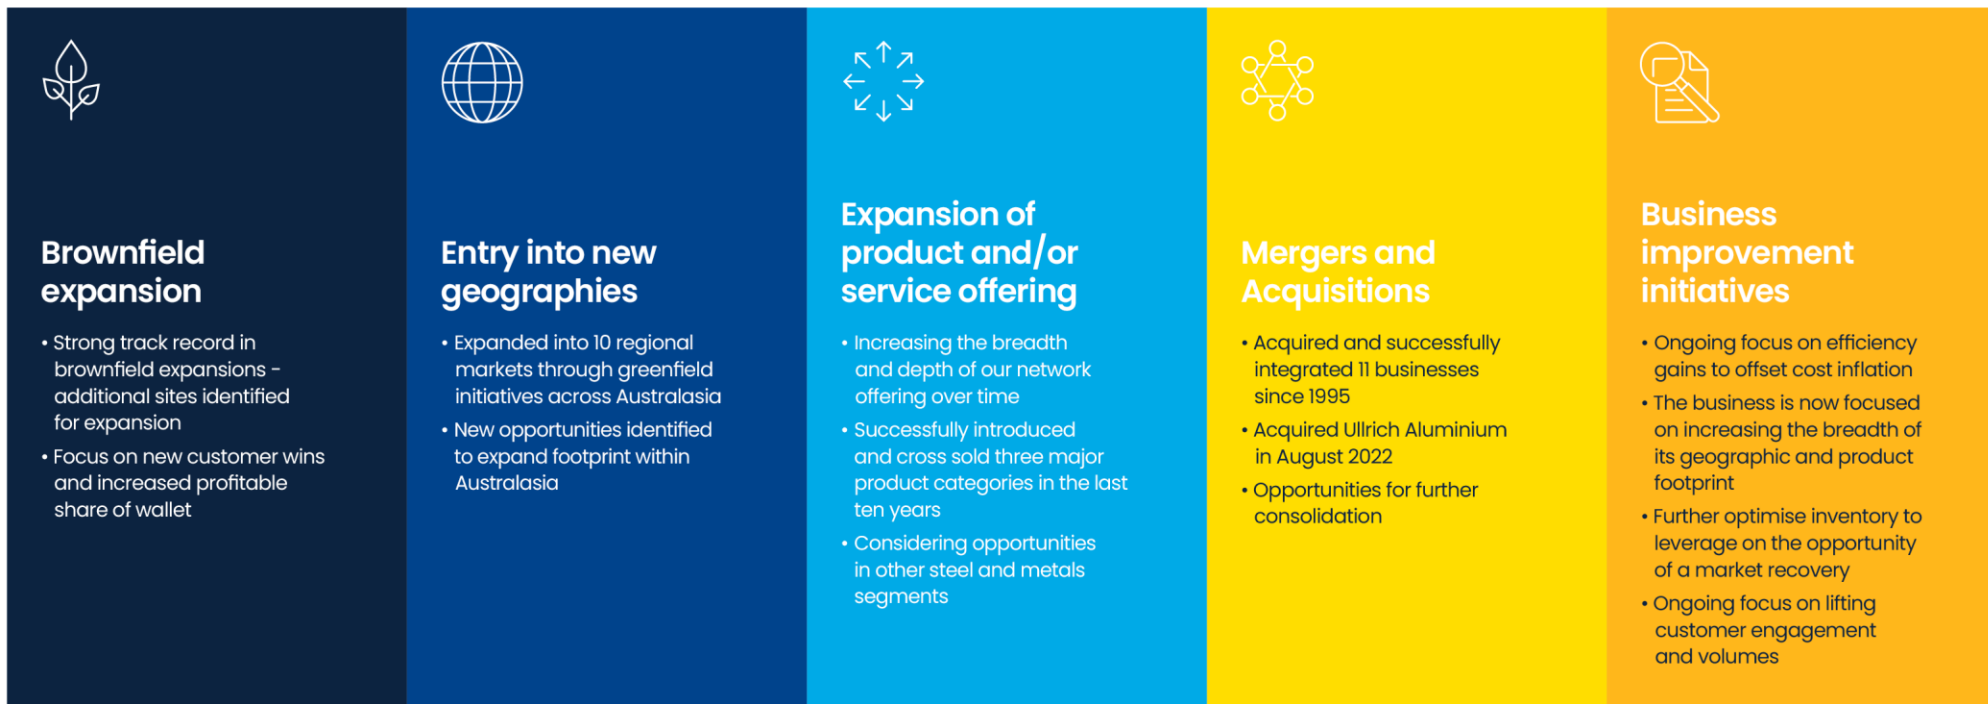 Brownfield
expansion
• Strong track record in
brownfield expansions -
additional sites identified
for expansion
• Focus on new customer wins
and increased profitable
share of wallet
Entry into new
geographies
• Expanded into 10 regional
markets through greenfield
initiatives across Australasia
• New opportunities identified
to expand footprint within
Australasia
Expansion of
product and/or
service offering
• Increasing the breadth
and depth of our network
offering over time
• Successfully introduced
and cross sold three major
product categories in the last
ten years
• Considering opportunities
in other steel and metals
segments
Mergers and
Acquisitions
• Acquired and successfully
integrated 11 businesses
since 1995
• Acquired Ullrich Aluminium
in August 2022
• Opportunities for further
consolidation
Business
improvement
initiatives
• Ongoing focus on efficiency
gains to offset cost inflation
• The business is now focused
on increasing the breadth of
its geographic and product
footprint
• Further optimise inventory to
leverage on the opportunity
of a market recovery
• Ongoing focus on lifting
customer engagement
and volumes